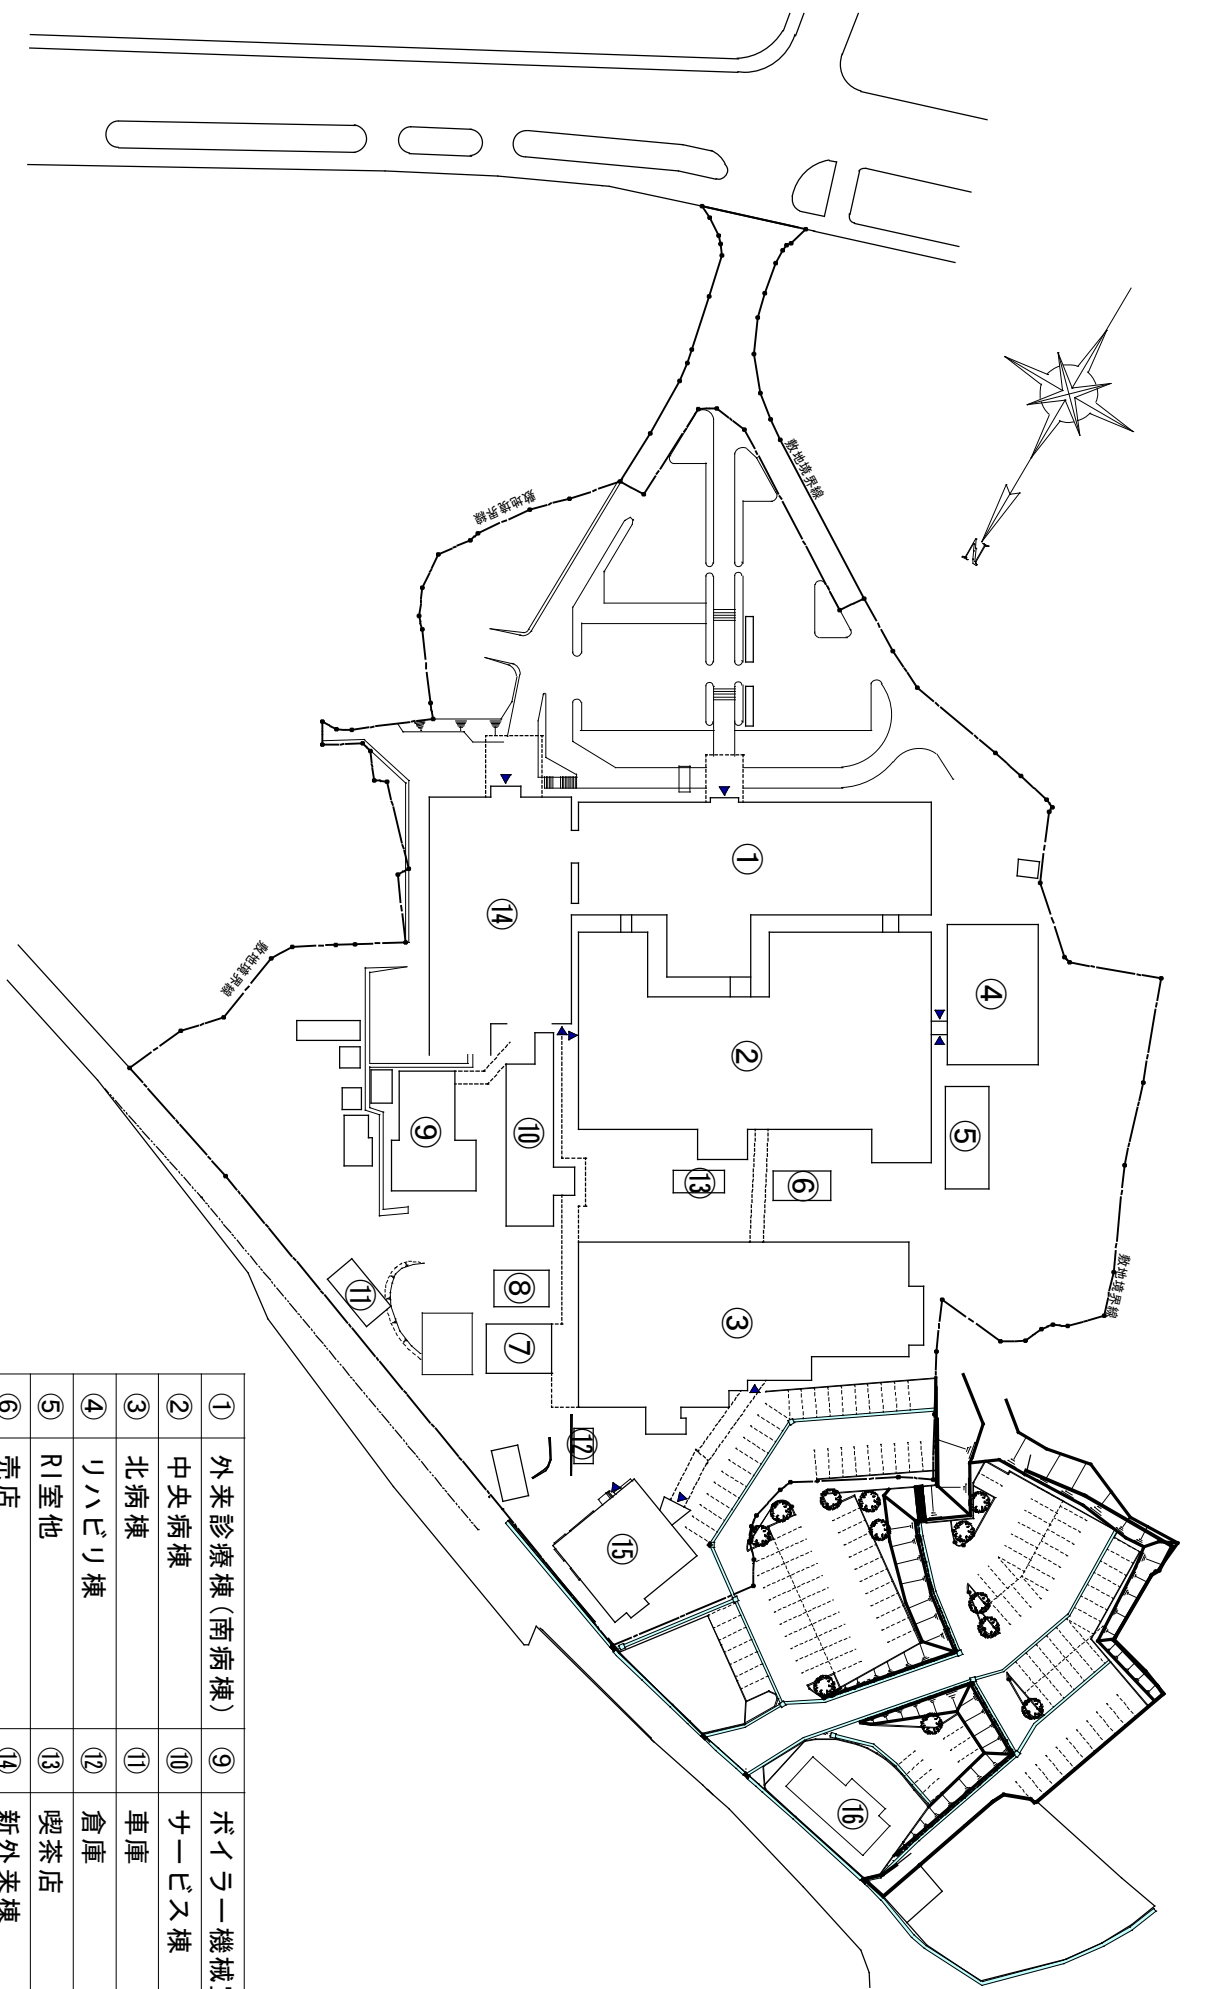 敷地境界線
敷地境界線
敷地境界線
敷地境界線
N
①
②
③
④
⑤
⑥
⑦
⑧
⑨
⑩
⑪
⑫
⑬
⑭
⑮
⑯
① 外来診療棟(南病棟) ⑨ ボイラー機械
② 中央病棟 ⑩ サービス棟
③ 北病棟 ⑪ 車庫
④ リハビリ棟 ⑫ 倉庫
⑤ RI室他 ⑬ 喫茶店
⑥ 売店 ⑭ 新外来棟